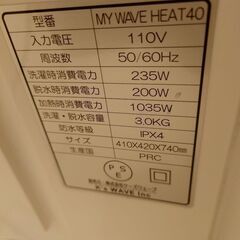 型番 MY WAVE HEAT40
入力電圧 110V
周波数 50/60Hz
洗濯時消費電力 235W
脱水時消費電力 200W
加熱時消費電力 1035W
洗濯・脱水容量 3.0KG
防水等級 IPX4
サイズ 410X420X740mm
生産国 PRC
P S E
WAVE Inc